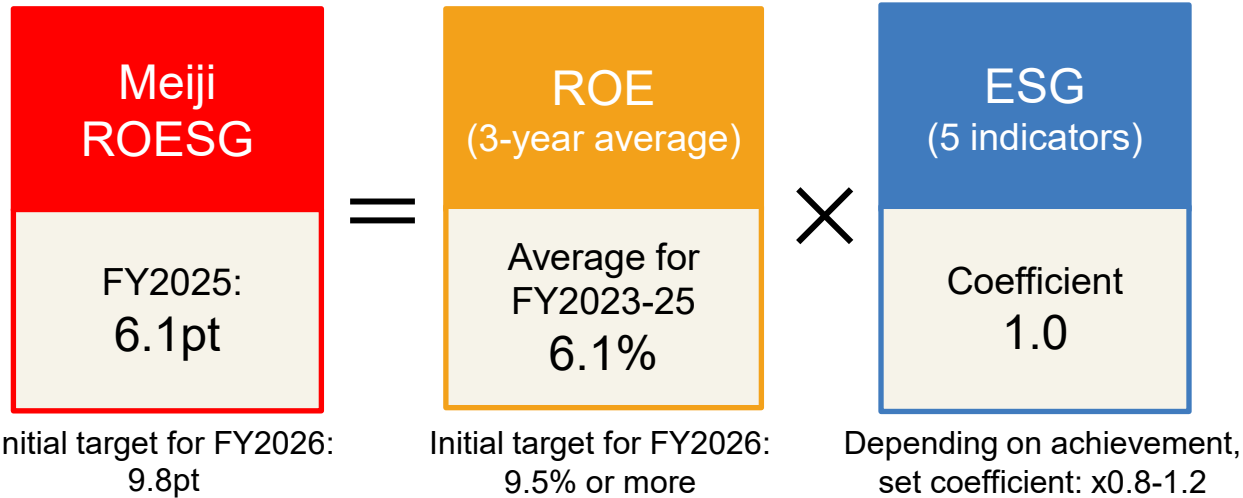 Meiji
ROESG
FY2025:
6.1pt
nitial target for FY2026:
9.8pt
=
ROE
(3-year average)
Average for
FY2023-25
6.1%
Initial target for FY2026:
9.5% or more
×
ESG
(5 indicators)
Coefficient
1.0
Depending on achievement,
set coefficient: x0.8-1.2